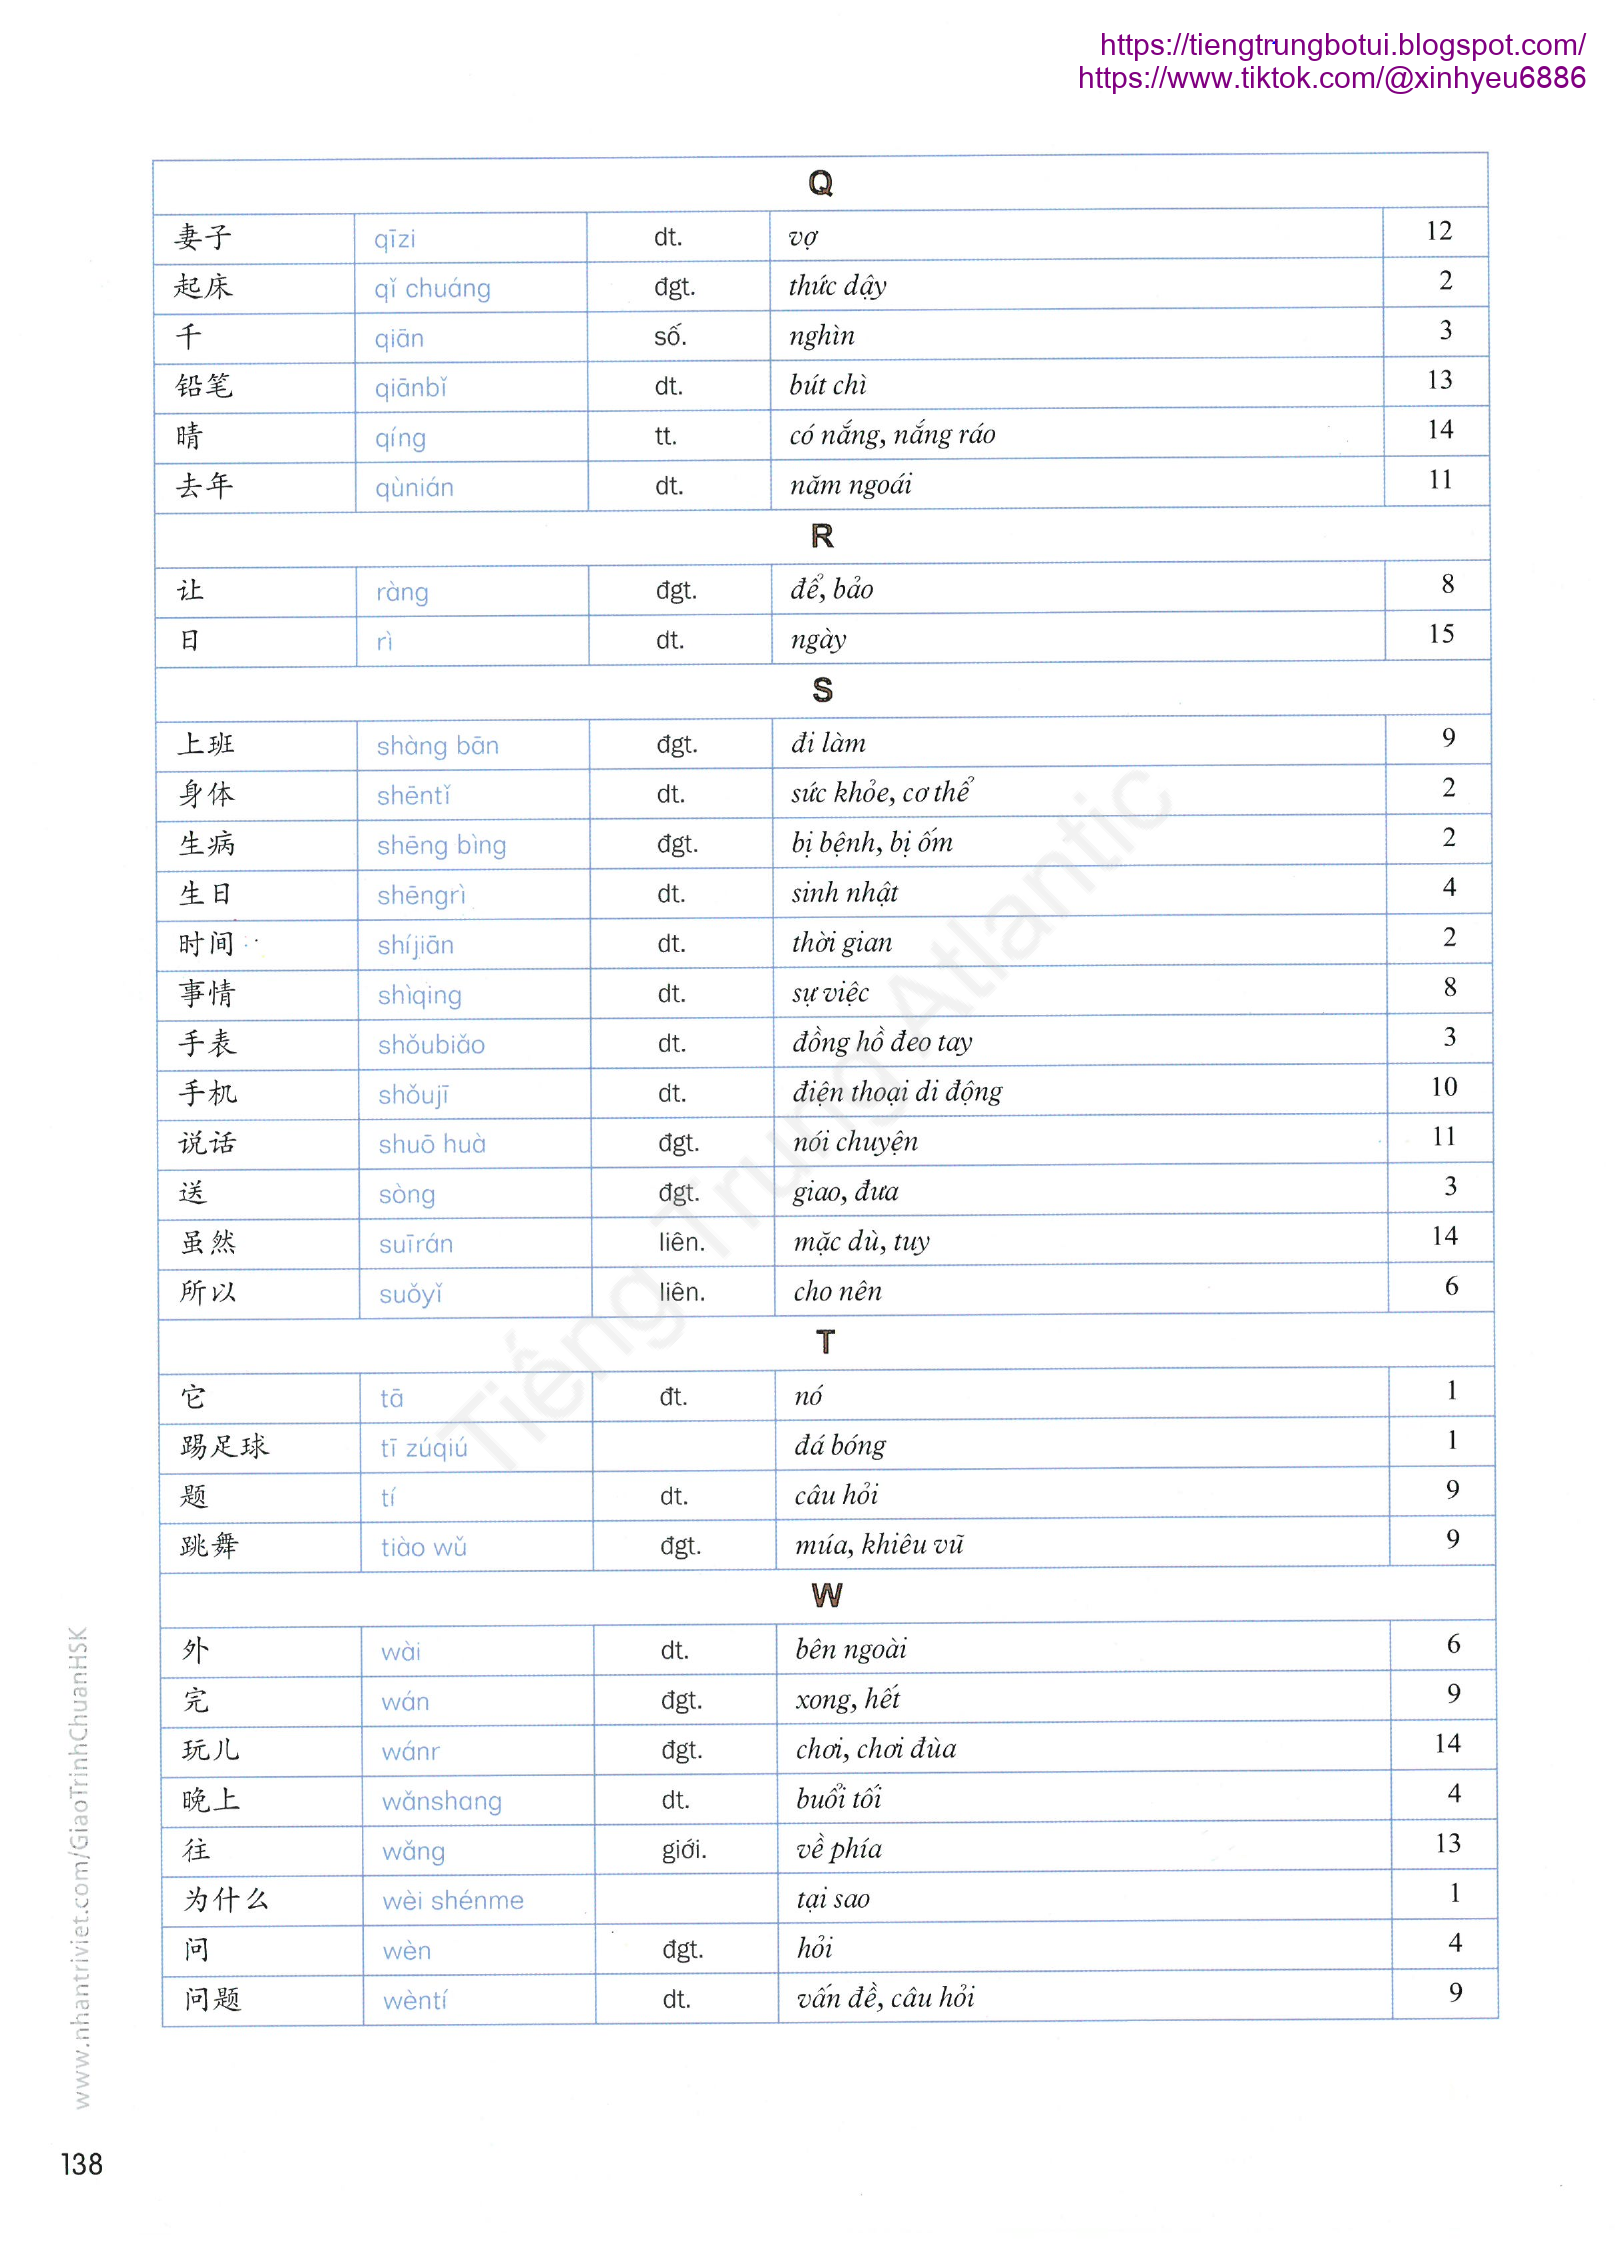 https://tiengtrungbotui.blogspot.com/
https://www.tiktok.com/@xinhyeu6886
Q
妻子 qīzi dt. vợ 12
起床 qǐ chuáng đgt. thức dậy 2
千 qiān số. nghìn 3
铅笔 qiānbǐ dt. bút chì 13
晴 qíng tt. có nắng, nắng ráo 14
去年 qùnián dt. năm ngoái 11
R
让 ràng đgt. để, bảo 8
日 rì dt. ngày 15
S
上班 shàng bān đgt. đi làm 9
身体 shēntǐ dt. sức khỏe, cơ thể 2
生病 shēng bìng đgt. bị bệnh, bị ốm 2
生日 shēngrì dt. sinh nhật 4
时间 shíjiān dt. thời gian 2
事情 shìqing dt. sự việc 8
手表 shǒubiǎo dt. đồng hồ đeo tay 3
手机 shǒujī dt. điện thoại di động 10
说话 shuō huà đgt. nói chuyện 11
送 sòng đgt. giao, đưa 3
虽然 suīrán liên. mặc dù, tuy 14
所以 suǒyǐ liên. cho nên 6
T
它 tā đt. nó 1
踢足球 tī zúqiú đá bóng 1
题 tí dt. câu hỏi 9
跳舞 tiào wǔ đgt. múa, khiêu vũ 9
W
外 wài dt. bên ngoài 6
完 wán đgt. xong, hết 9
玩儿 wánr đgt. chơi, chơi đùa 14
晚上 wǎnshang dt. buổi tối 4
往 wǎng giới. về phía 13
为什么 wèi shénme tại sao 1
问 wèn đgt. hỏi 4
问题 wèntí dt. vấn đề, câu hỏi 9
Tiếng Trung Atlantic
www.nhantriviet.com/GiaoTrinhChuanHSK
138